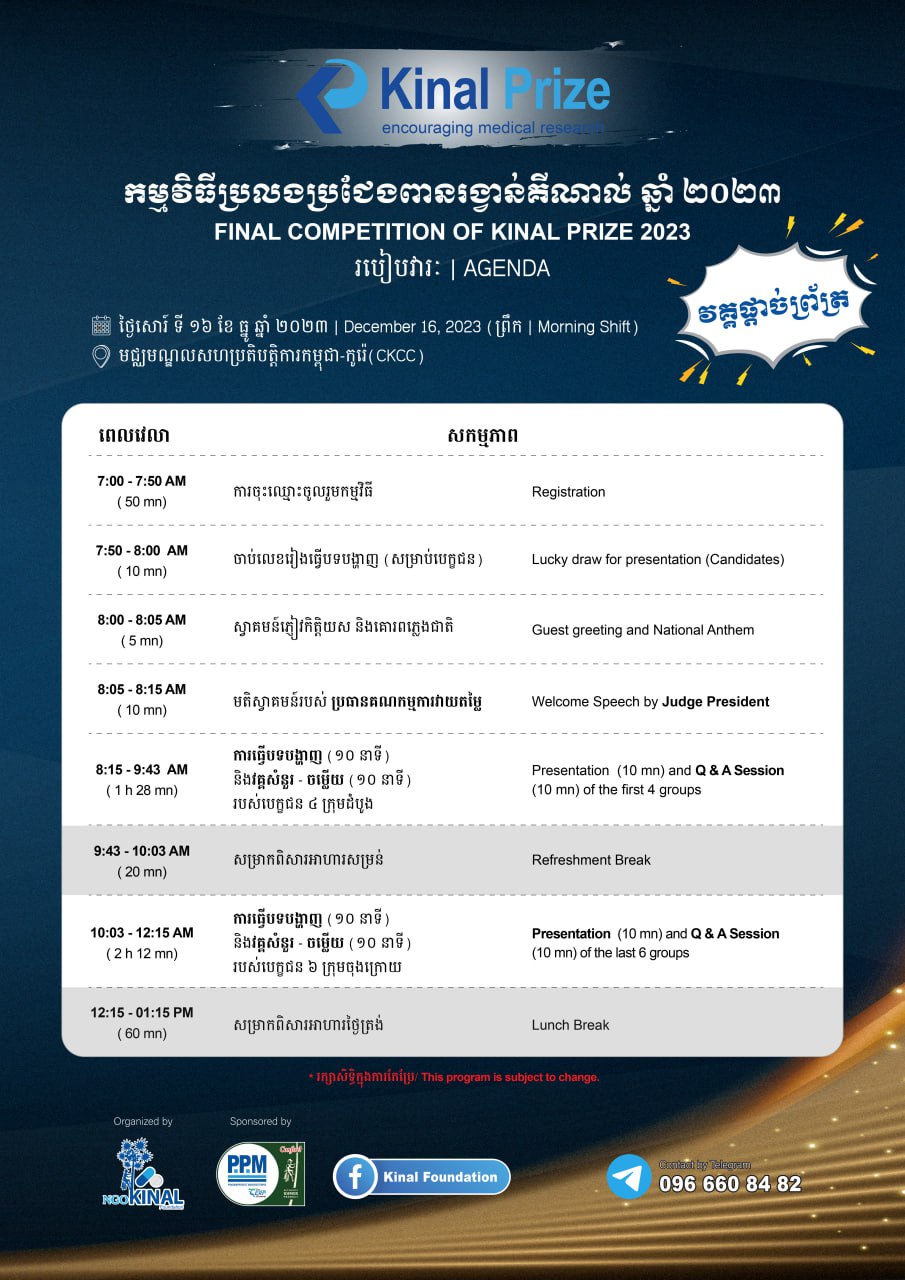 Kinal Prize
encouraging medical research
កម្មវិធីប្រលងប្រជែងពានរង្វាន់គីណាល់ ឆ្នាំ ២០២៣
FINAL COMPETITION OF KINAL PRIZE 2023
របៀបវារៈ | AGENDA
វគ្គផ្ដាច់ព្រ័ត្រ
ថ្ងៃសៅរ៍ ទី ១៦ ខែ ធ្នូ ឆ្នាំ ២០២៣ | December 16, 2023 (ព្រឹក | Morning Shift)
មជ្ឈមណ្ឌលសហប្រតិបត្តិការកម្ពុជា-កូរ៉េ(CKCC)
ពេលវេលា សកម្មភាព
7:00 - 7:50 AM
(50 mn)
ការចុះឈ្មោះចូលរួមកម្មវិធី
Registration
7:50 - 8:00 AM
(10 mn)
ចាប់លេខរៀងធ្វើបទបង្ហាញ (សម្រាប់បេក្ខជន)
Lucky draw for presentation (Candidates)
8:00 - 8:05 AM
(5 mn)
ស្វាគមន៍ភ្ញៀវកិត្តិយស និងគោរពភ្លេងជាតិ
Guest greeting and National Anthem
8:05 - 8:15 AM
(10 mn)
មតិស្វាគមន៍របស់ ប្រធានគណកម្មការវាយតម្លៃ
Welcome Speech by Judge President
8:15 - 9:43 AM
(1 h 28 mn)
ការធ្វើបទបង្ហាញ (១០ នាទី)
និងវគ្គសំនួរ - ចម្លើយ (១០ នាទី)
របស់បេក្ខជន ៤ ក្រុមដំបូង
Presentation (10 mn) and Q & A Session
(10 mn) of the first 4 groups
9:43 - 10:03 AM
(20 mn)
សម្រាកពិសារអាហារសម្រន់
Refreshment Break
10:03 - 12:15 AM
(2 h 12 mn)
ការធ្វើបទបង្ហាញ (១០ នាទី)
និងវគ្គសំនួរ - ចម្លើយ (១០ នាទី)
របស់បេក្ខជន ៦ ក្រុមចុងក្រោយ
Presentation (10 mn) and Q & A Session
(10 mn) of the last 6 groups
12:15 - 01:15 PM
(60 mn)
សម្រាកពិសារអាហារថ្ងៃត្រង់
Lunch Break
* រក្សាសិទ្ធិក្នុងការកែប្រែ/ This program is subject to change.
Organized by
NGO KINAL
Foundation
Sponsored by
PPM
Kinal Foundation
Contact by Telegram
096 660 84 82